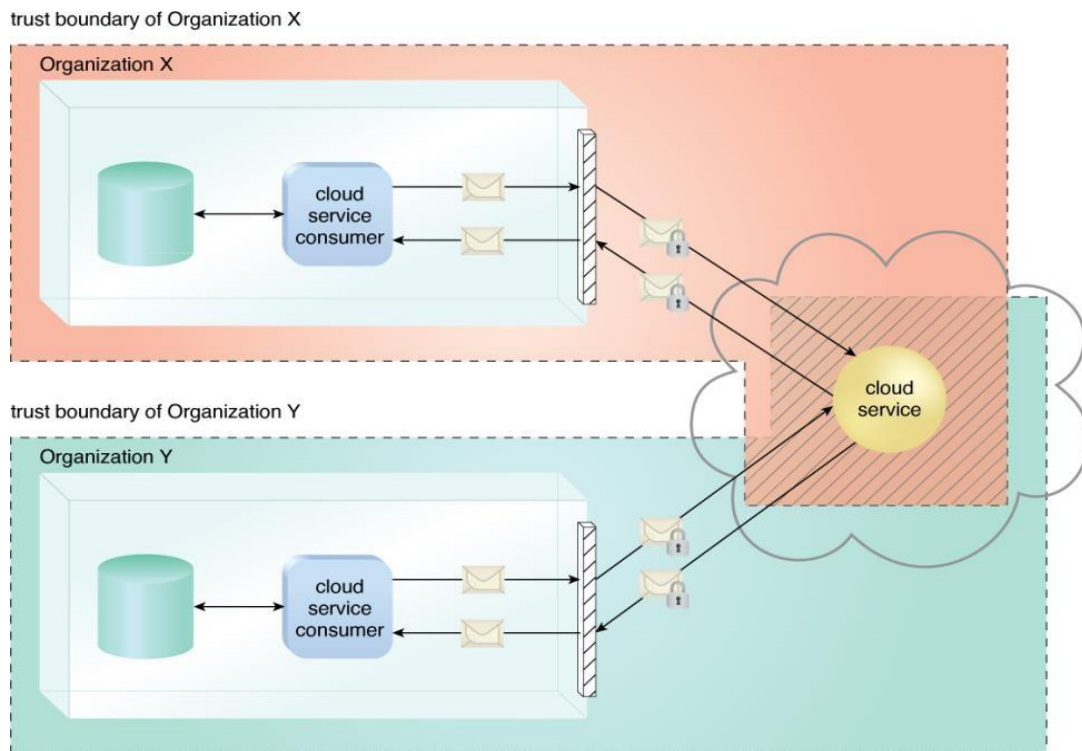 trust boundary of Organization X
Organization X
cloud
service
consumer
cloud
service
trust boundary of Organization Y
Organization Y
cloud
service
consumer